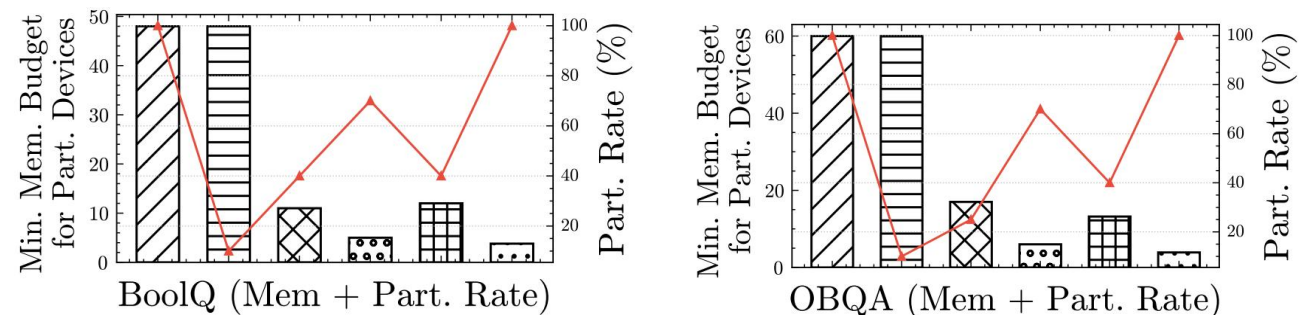 Min. Mem. Budget
for Part. Devices
50
40
30
20
10
0
100
80
60
40
20
Part. Rate (%)
BoolQ (Mem + Part. Rate)
Min. Mem. Budget
for Part. Devices
60
40
20
0
100
80
60
40
20
Part. Rate (%)
OBQA (Mem + Part. Rate)